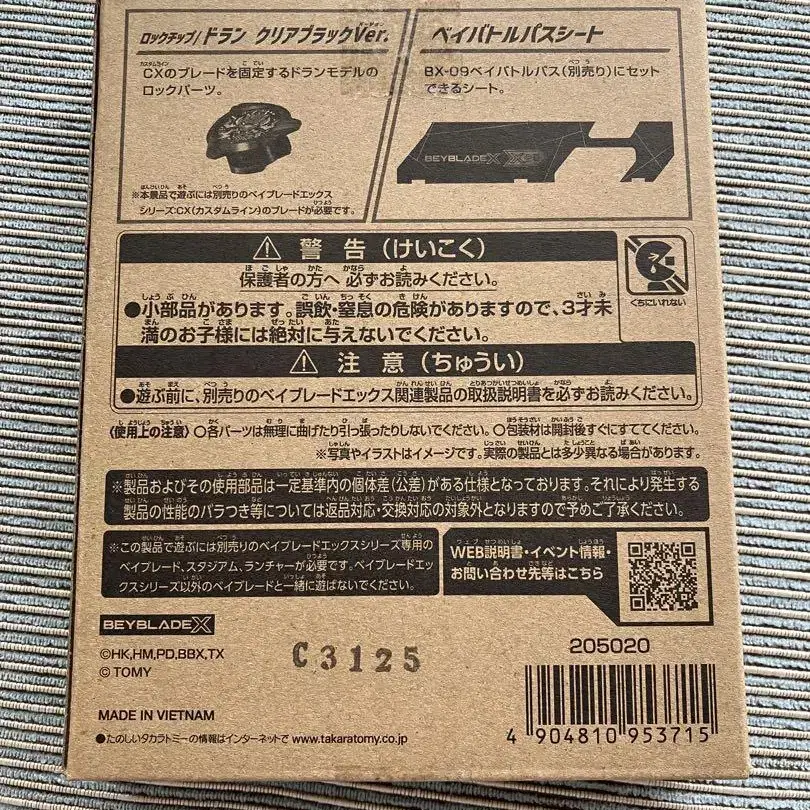 ロックチップ/ドラン クリアブラックVer.
CXのブレードを固定するドランモデルの
ロックパーツ。
※本景品で遊ぶには別売りのベイブレードエックス
シリーズ:CX(カスタムライン)のブレードが必要です。
ベイバトルパスシート
BX-09ベイバトルパス(別売り)にセット
できるシート。
BEYBLADE X
⚠ 警告(けいこく)
保護者の方へ 必ずお読みください。
●小部品があります。誤飲・窒息の危険がありますので、3才未
満のお子様には絶対に与えないでください。
くちにいれない
⚠ 注意(ちゅうい)
●遊ぶ前に、別売りのベイブレードエックス関連製品の取扱説明書を必ずお読みください。
〈使用上の注意〉○各パーツは無理に曲げたり引っ張ったりしないでください。○包装材は開封後すぐにすててください。
※写真やイラストはイメージです。実際の製品とは多少異なる場合があります。
※製品およびその使用部品は一定基準内の個体差(公差)がある仕様となっております。それにより発生する
製品の性能のバラつき等については返品対応・交換対応の対象外となりますので予めご了承ください。
※この製品で遊ぶには別売りのベイブレードエックスシリーズ専用の
ベイブレード、スタジアム、ランチャーが必要です。ベイブレードエ
ックスシリーズ以外のベイブレードと一緒に遊ばないでください。
WEB説明書・イベント情報・
お問い合わせ先等はこちら
BEYBLADE X
©HK,HM,PD,BBX,TX
© TOMY
C3125
205020
MADE IN VIETNAM
●たのしいタカラトミーの情報はインターネットで www.takaratomy.co.jp
4 904810 953715